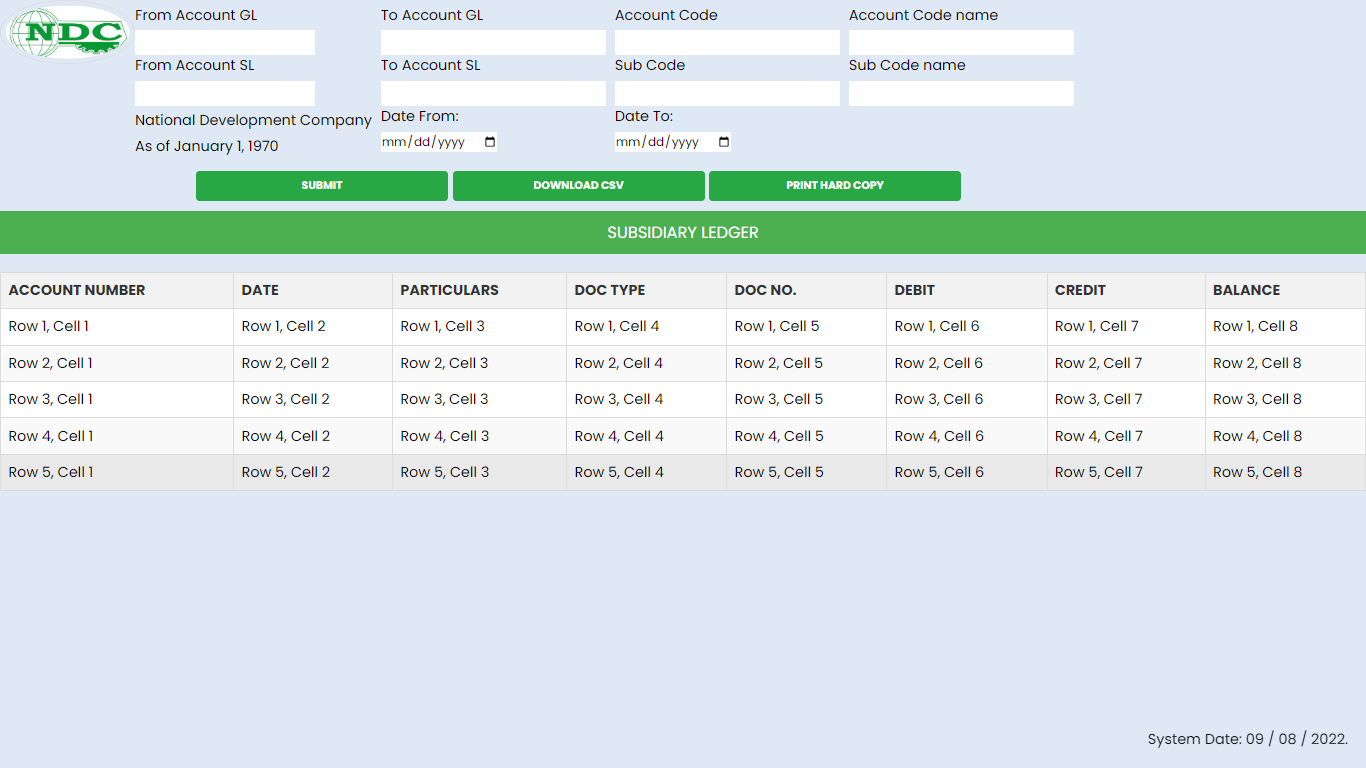 NDC
From Account GL To Account GL Account Code Account Code name
From Account SL To Account SL Sub Code Sub Code name
National Development Company Date From: Date To:
As of January 1, 1970 mm/dd/yyyy mm/dd/yyyy
SUBMIT DOWNLOAD CSV PRINT HARD COPY
SUBSIDIARY LEDGER
ACCOUNT NUMBER DATE PARTICULARS DOC TYPE DOC NO. DEBIT CREDIT BALANCE
Row 1, Cell 1 Row 1, Cell 2 Row 1, Cell 3 Row 1, Cell 4 Row 1, Cell 5 Row 1, Cell 6 Row 1, Cell 7 Row 1, Cell 8
Row 2, Cell 1 Row 2, Cell 2 Row 2, Cell 3 Row 2, Cell 4 Row 2, Cell 5 Row 2, Cell 6 Row 2, Cell 7 Row 2, Cell 8
Row 3, Cell 1 Row 3, Cell 2 Row 3, Cell 3 Row 3, Cell 4 Row 3, Cell 5 Row 3, Cell 6 Row 3, Cell 7 Row 3, Cell 8
Row 4, Cell 1 Row 4, Cell 2 Row 4, Cell 3 Row 4, Cell 4 Row 4, Cell 5 Row 4, Cell 6 Row 4, Cell 7 Row 4, Cell 8
Row 5, Cell 1 Row 5, Cell 2 Row 5, Cell 3 Row 5, Cell 4 Row 5, Cell 5 Row 5, Cell 6 Row 5, Cell 7 Row 5, Cell 8
System Date: 09 / 08 / 2022.